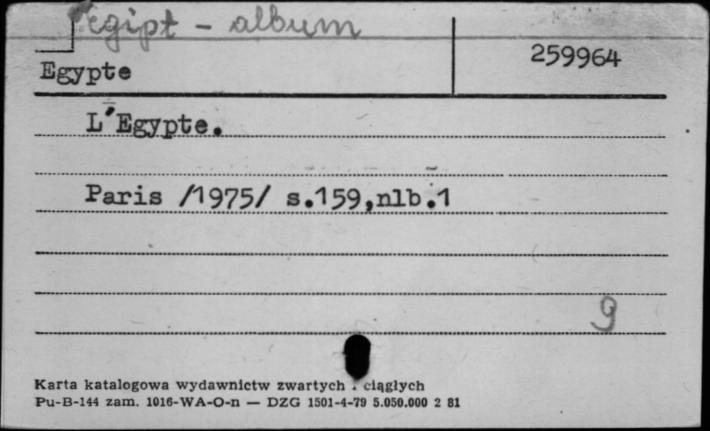 Egipt - album
259964
Egypte
L'Egypte.
Paris /1975/ s.159,nlb.1
9
Karta katalogowa wydawnictw zwartych . ciągłych
Pu-B-144 zam. 1016-WA-O-n — DZG 1501-4-79 5.050.000 2 81